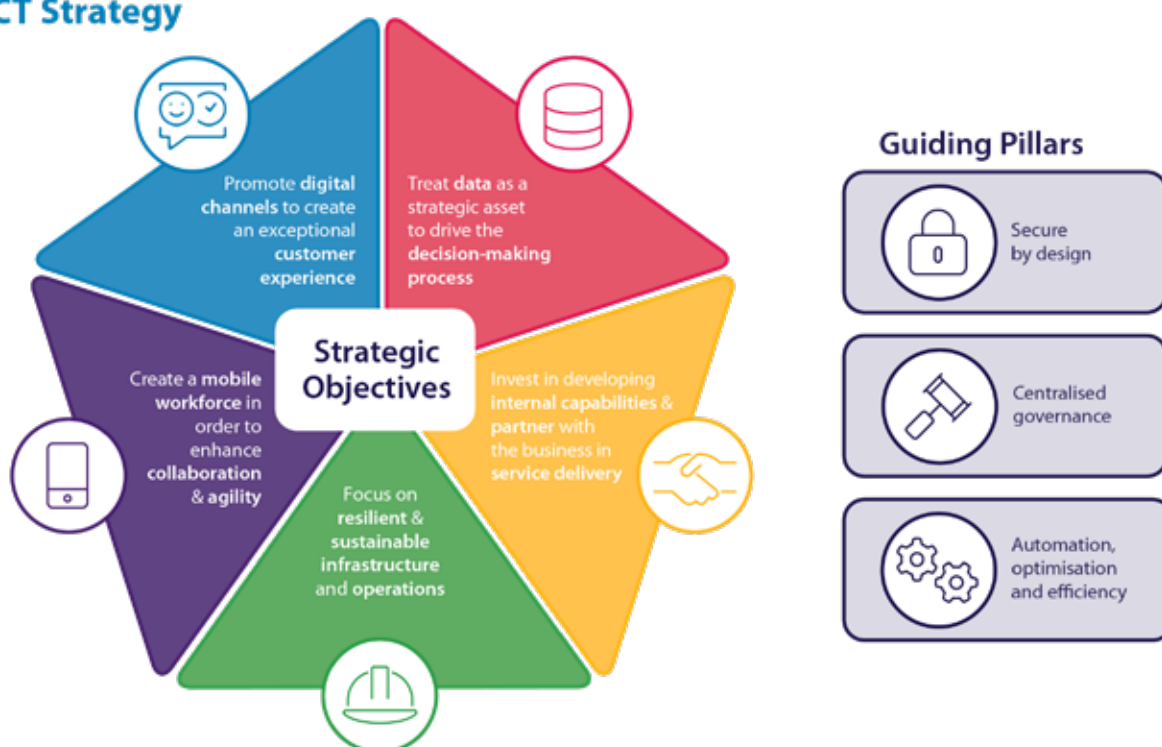 CT Strategy
Promote digital
channels to create
an exceptional
customer
experience
Treat data as a
strategic asset
to drive the
decision-making
process
Strategic
Objectives
Create a mobile
workforce in
order to
enhance
collaboration
& agility
Invest in developing
internal capabilities &
partner with
the business in
service delivery
Focus on
resilient &
sustainable
infrastructure
and operations
Guiding Pillars
Secure
by design
Centralised
governance
Automation,
optimisation
and efficiency